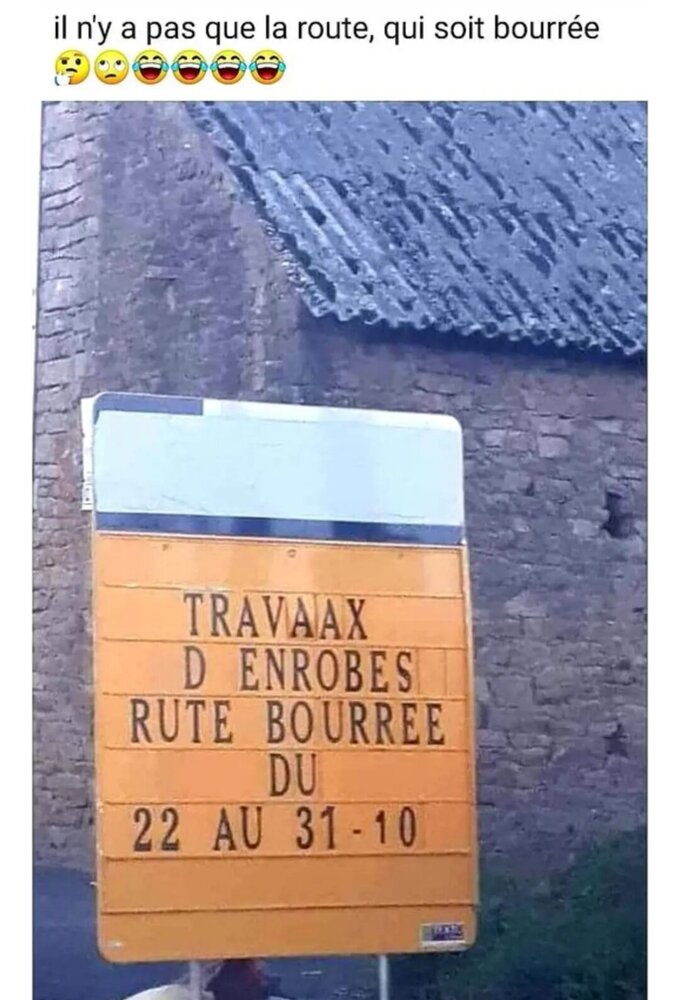 il n'y a pas que la route, qui soit bourrée
🤔🙄😂😂😂😂
TRAVAAX
D ENROBES
RUTE BOURREE
DU
22 AU 31-10